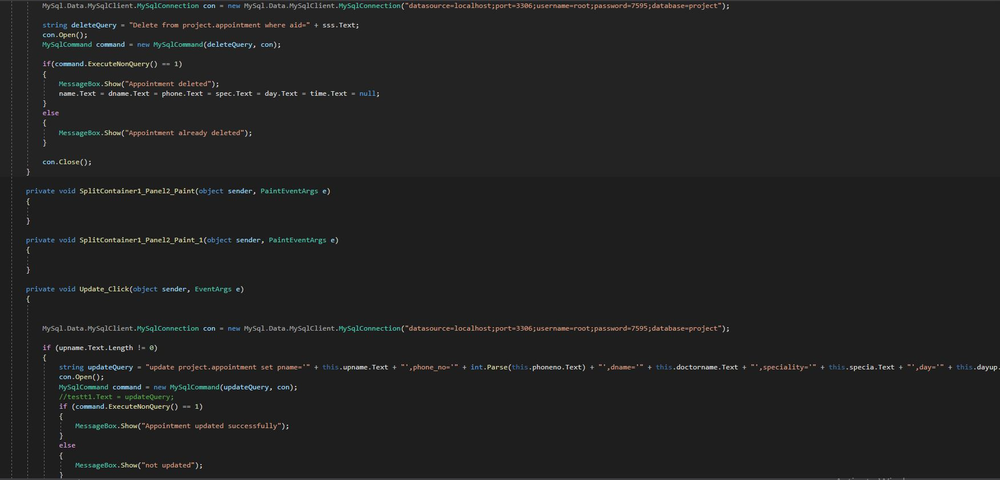 MySql.Data.MySqlClient.MySqlConnection con = new MySql.Data.MySqlClient.MySqlConnection("datasource=localhost;port=3306;username=root;password=7595;database=project");
string deleteQuery = "Delete from project.appointment where aid=" + sss.Text;
con.Open();
MySqlCommand command = new MySqlCommand(deleteQuery, con);
if(command.ExecuteNonQuery() == 1)
{
MessageBox.Show("Appointment deleted");
name.Text = dname.Text = phone.Text = spec.Text = day.Text = time.Text = null;
}
else
{
MessageBox.Show("Appointment already deleted");
}
con.Close();
}
private void SplitContainer1_Panel2_Paint(object sender, PaintEventArgs e)
{
}
private void SplitContainer1_Panel2_Paint_1(object sender, PaintEventArgs e)
{
}
private void Update_Click(object sender, EventArgs e)
{
MySql.Data.MySqlClient.MySqlConnection con = new MySql.Data.MySqlClient.MySqlConnection("datasource=localhost;port=3306;username=root;password=7595;database=project");
if (upname.Text.Length != 0)
{
string updateQuery = "update project.appointment set pname='" + this.upname.Text + "',phone_no='" + int.Parse(this.phoneno.Text) + "',dname='" + this.doctorname.Text + "',speciality='" + this.specia.Text + "',day='" + this.dayup.
con.Open();
MySqlCommand command = new MySqlCommand(updateQuery, con);
//testt1.Text = updateQuery;
if (command.ExecuteNonQuery() == 1)
{
MessageBox.Show("Appointment updated successfully");
}
else
{
MessageBox.Show("not updated");
}